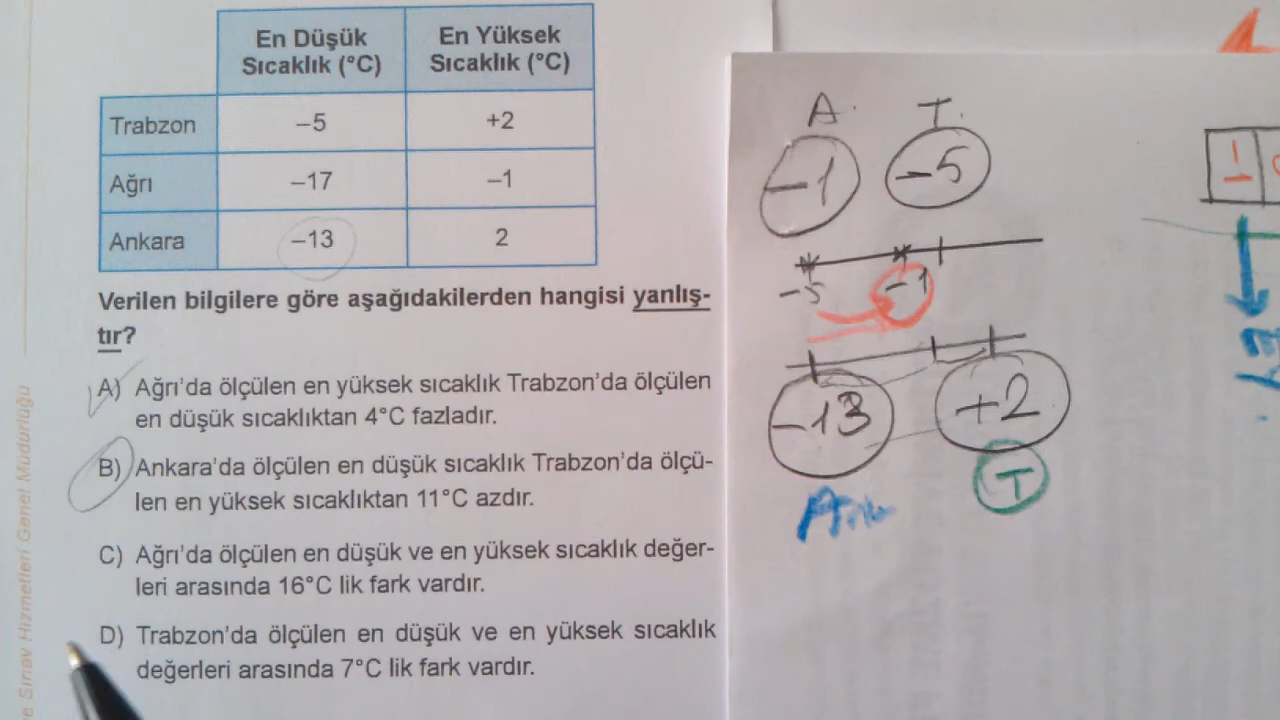 En Düşük En Yüksek
Sıcaklık (°C) Sıcaklık (°C)
Trabzon –5 +2
Ağrı –17 –1
Ankara –13 2
Verilen bilgilere göre aşağıdakilerden hangisi yanlış-
tır?
A) Ağrı'da ölçülen en yüksek sıcaklık Trabzon'da ölçülen
en düşük sıcaklıktan 4°C fazladır.
B) Ankara'da ölçülen en düşük sıcaklık Trabzon'da ölçü-
len en yüksek sıcaklıktan 11°C azdır.
C) Ağrı'da ölçülen en düşük ve en yüksek sıcaklık değer-
leri arasında 16°C lik fark vardır.
D) Trabzon'da ölçülen en düşük ve en yüksek sıcaklık
değerleri arasında 7°C lik fark vardır.
e Sınav Hizmetleri Genel Müdürlüğü
A. T.
–1 –5
–5 –1
–13 +2
T